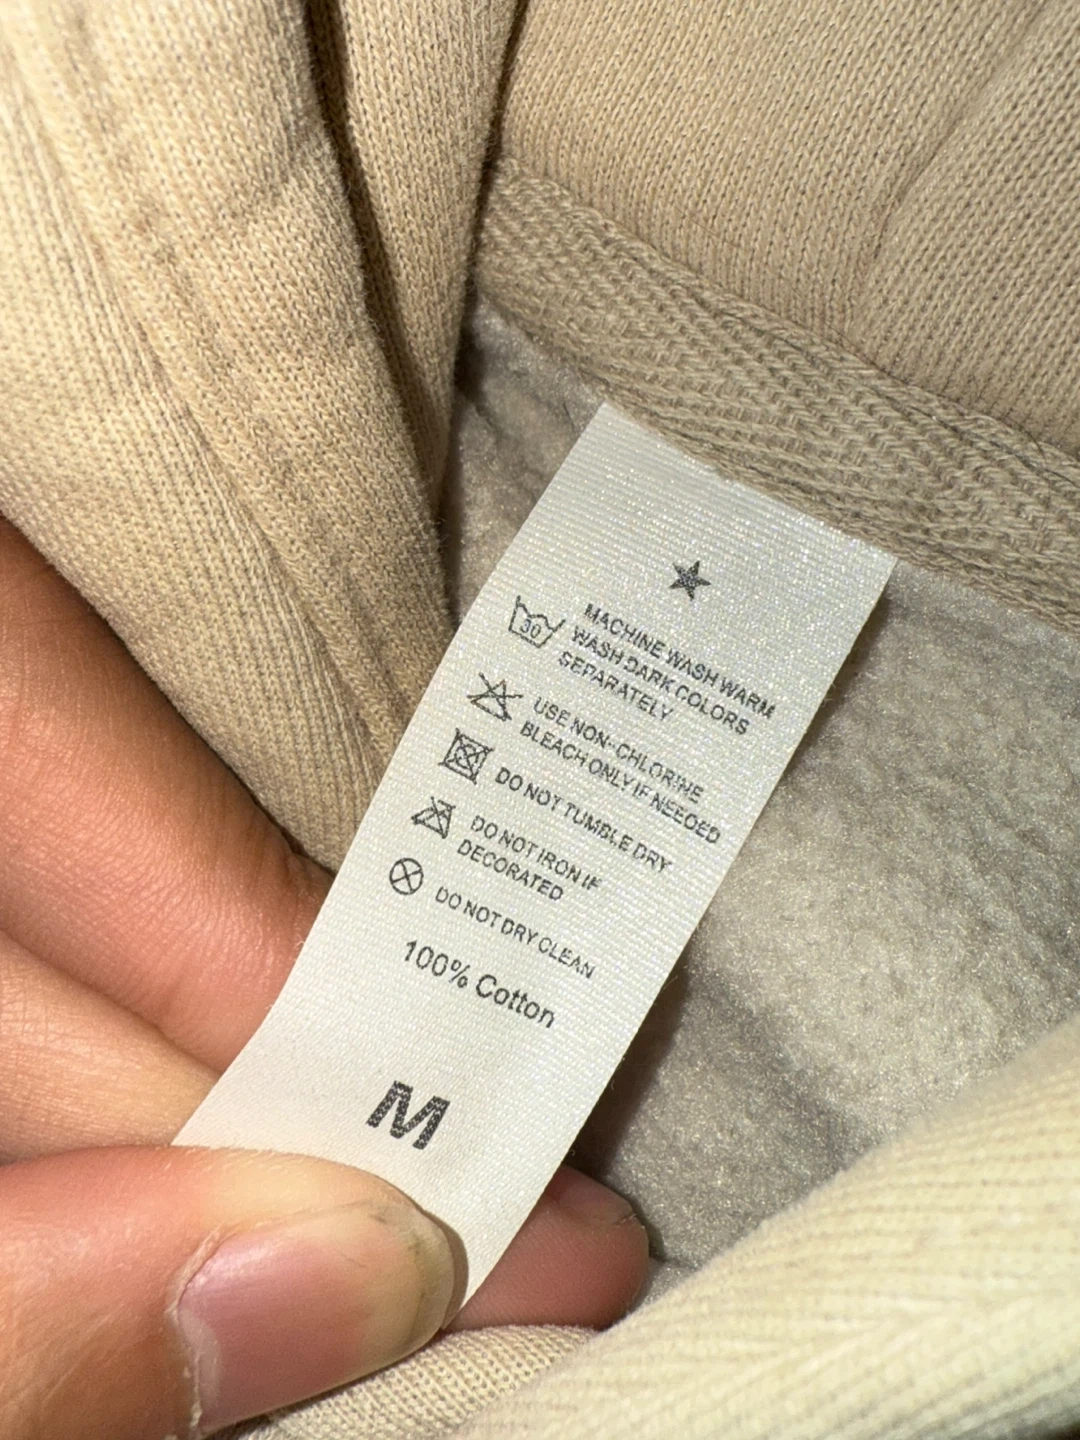 30
MACHINE WASH WARM
WASH DARK COLORS
SEPARATELY
USE NON-CHLORINE
BLEACH ONLY IF NEEDED
DO NOT TUMBLE DRY
DO NOT IRON IF
DECORATED
DO NOT DRY CLEAN
100% Cotton
M